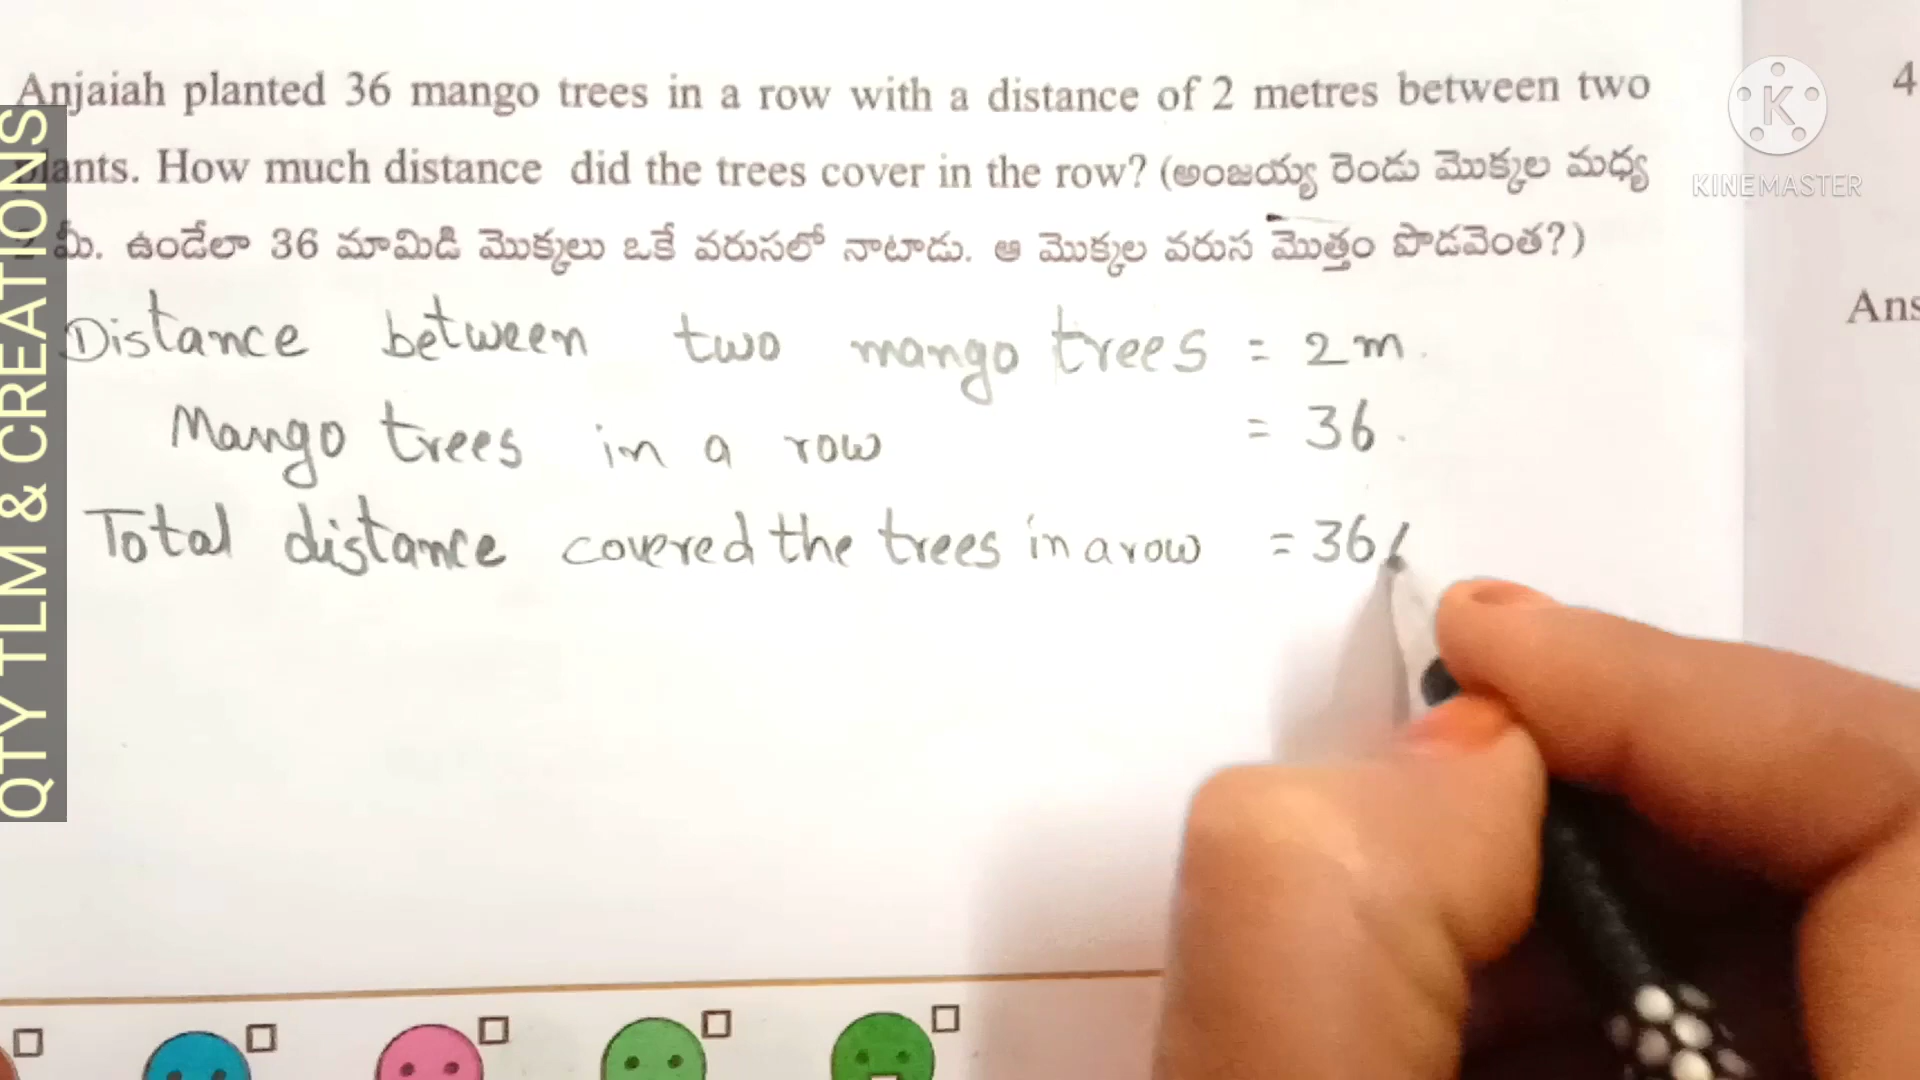 Anjaiah planted 36 mango trees in a row with a distance of 2 metres between two
plants. How much distance did the trees cover in the row? (అంజయ్య రెండు మొక్కల మధ్య
మీ. ఉండేలా 36 మామిడి మొక్కలు ఒకే వరుసలో నాటాడు. ఆ మొక్కల వరుస మొత్తం పొడవెంత?)
Distance between two mango trees = 2m.
Mango trees in a row = 36.
Total distance covered the trees in a row = 36
QTY TLM & CREATIONS
K
KINEMASTER
4
Ans